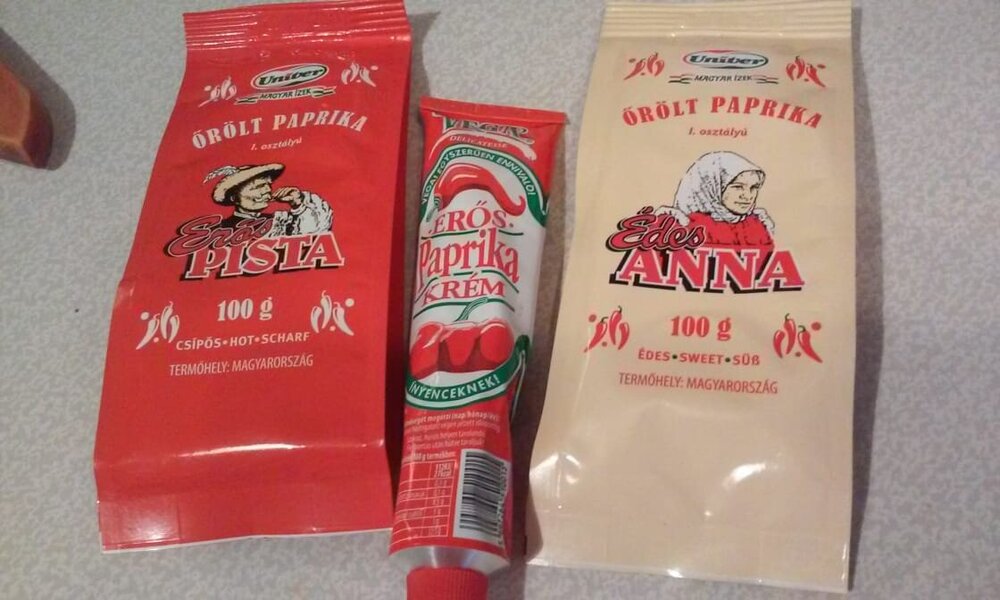 Univer
MAGYAR ÍZEK
ŐRÖLT PAPRIKA
I. osztályú
Erős
PISTA
100 g
CSÍPŐS•HOT•SCHARF
TERMŐHELY: MAGYARORSZÁG
DELICATESSE
ERŐS
Paprika
KRÉM
ÍNYENCEKNEK!
Univer
MAGYAR ÍZEK
ŐRÖLT PAPRIKA
I. osztályú
Édes
ANNA
100 g
ÉDES•SWEET•SÜß
TERMŐHELY: MAGYARORSZÁG